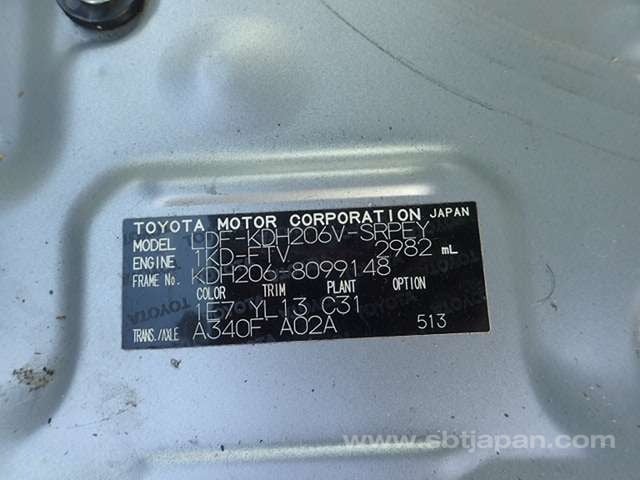 TOYOTA MOTOR CORPORATION JAPAN
MODEL LDF-KDH206V-SRPEY
ENGINE 1KD-FTV 2982 mL
FRAME No. KDH206-8099148
COLOR TRIM PLANT OPTION
1E7 YL13 C31
TRANS./AXLE A340F A02A 513
www.sbtjapan.com